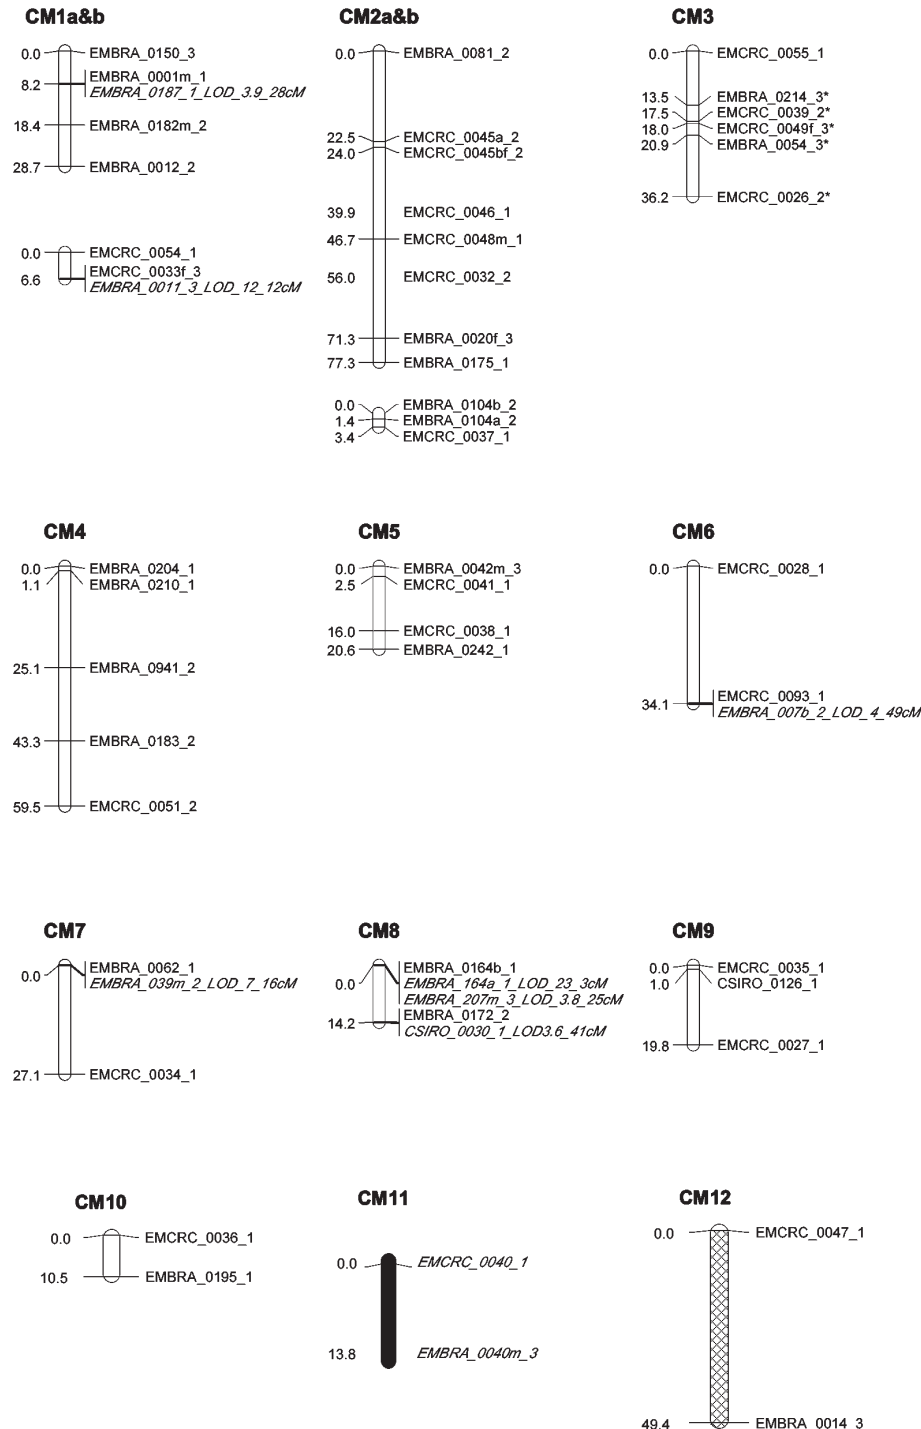 CM1a&b
0.0 EMBRA_0150_3
EMBRA_0001m_1
8.2 EMBRA_0187_1_LOD_3.9_28cM
18.4 EMBRA_0182m_2
28.7 EMBRA_0012_2
0.0 EMCRC_0054_1
EMCRC_0033f_3
6.6 EMBRA_0011_3_LOD_12_12cM
CM2a&b
0.0 EMBRA_0081_2
22.5 EMCRC_0045a_2
24.0 EMCRC_0045bf_2
39.9 EMCRC_0046_1
46.7 EMCRC_0048m_1
56.0 EMCRC_0032_2
71.3 EMBRA_0020f_3
77.3 EMBRA_0175_1
0.0 EMBRA_0104b_2
1.4 EMBRA_0104a_2
3.4 EMCRC_0037_1
CM3
0.0 EMCRC_0055_1
13.5 EMBRA_0214_3*
17.5 EMCRC_0039_2*
18.0 EMCRC_0049f_3*
20.9 EMBRA_0054_3*
36.2 EMCRC_0026_2*
CM4
0.0 EMBRA_0204_1
1.1 EMBRA_0210_1
25.1 EMBRA_0941_2
43.3 EMBRA_0183_2
59.5 EMCRC_0051_2
CM5
0.0 EMBRA_0042m_3
2.5 EMCRC_0041_1
16.0 EMCRC_0038_1
20.6 EMBRA_0242_1
CM6
0.0 EMCRC_0028_1
EMCRC_0093_1
34.1 EMBRA_007b_2_LOD_4_49cM
CM7
EMBRA_0062_1
0.0 EMBRA_039m_2_LOD_7_16cM
27.1 EMCRC_0034_1
CM8
EMBRA_0164b_1
0.0 EMBRA_164a_1_LOD_23_3cM
EMBRA_207m_3_LOD_3.8_25cM
EMBRA_0172_2
14.2 CSIRO_0030_1_LOD3.6_41cM
CM9
0.0 EMCRC_0035_1
1.0 CSIRO_0126_1
19.8 EMCRC_0027_1
CM10
0.0 EMCRC_0036_1
10.5 EMBRA_0195_1
CM11
0.0 EMCRC_0040_1
13.8 EMBRA_0040m_3
CM12
0.0 EMCRC_0047_1
49.4 EMBRA_0014_3